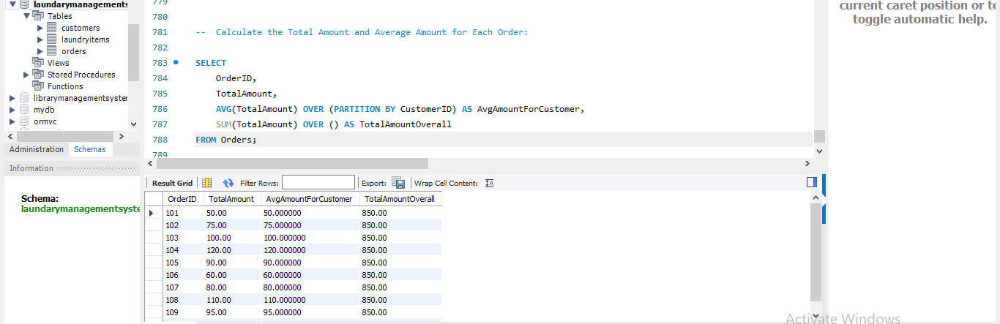 laundarymanagements
Tables
customers
laundryitems
orders
Views
Stored Procedures
Functions
librarymanagementsyster
mydb
ormvc
Administration Schemas
Information
Schema:
laundarymanagementsyste
779
780
781 -- Calculate the Total Amount and Average Amount for Each Order:
782
783 SELECT
784 OrderID,
785 TotalAmount,
786 AVG(TotalAmount) OVER (PARTITION BY CustomerID) AS AvgAmountForCustomer,
787 SUM(TotalAmount) OVER () AS TotalAmountOverall
788 FROM Orders;
789
Result Grid Filter Rows: Export: Wrap Cell Content: IA
OrderID TotalAmount AvgAmountForCustomer TotalAmountOverall
101 50.00 50.000000 850.00
102 75.00 75.000000 850.00
103 100.00 100.000000 850.00
104 120.00 120.000000 850.00
105 90.00 90.000000 850.00
106 60.00 60.000000 850.00
107 80.00 80.000000 850.00
108 110.00 110.000000 850.00
109 95.00 95.000000 850.00
current caret position or to
toggle automatic help.
Activate Windows